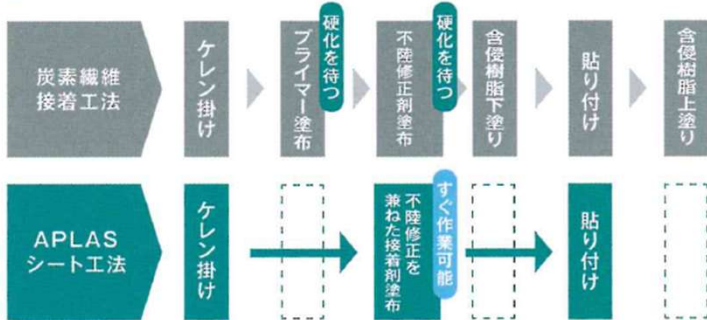 炭素繊維
接着工法
ケレン掛け
プライマー塗布
硬化を待つ
不陸修正剤塗布
硬化を待つ
含侵樹脂下塗り
貼り付け
含侵樹脂上塗り
APLAS
シート工法
ケレン掛け
不陸修正を
兼ねた接着剤塗布
すぐ作業可能
貼り付け